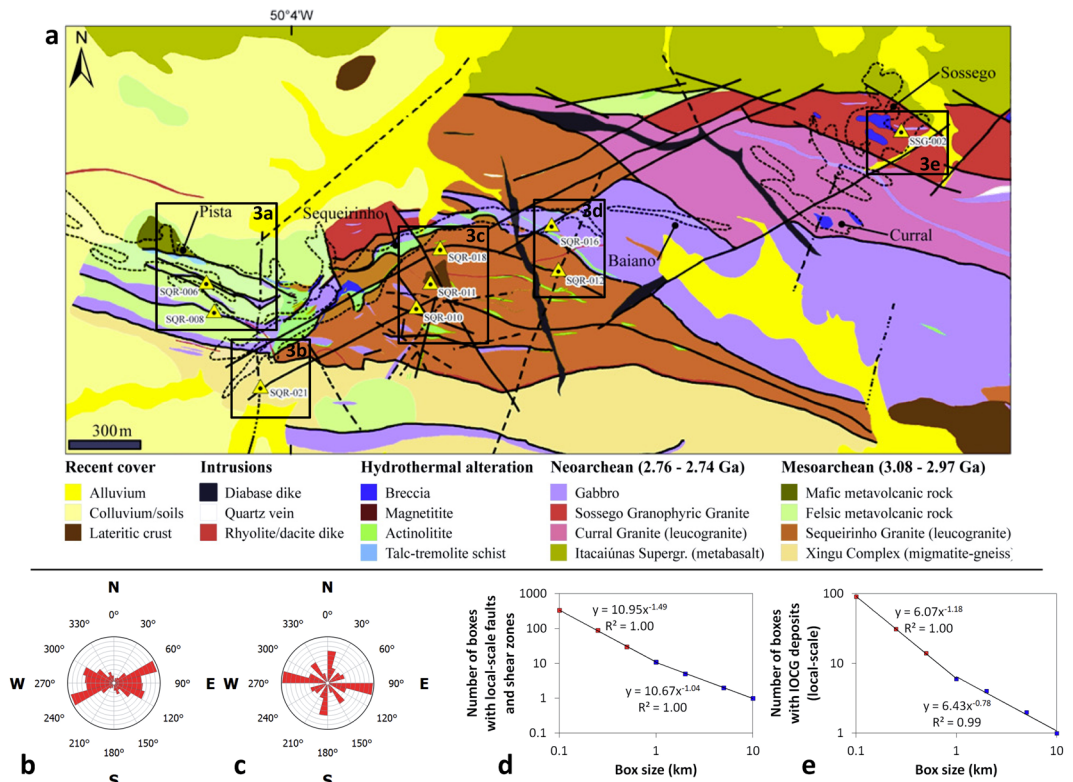 50°4’W
a
N
Sossego
SSG-002
3e
3a
Pista
Sequeirinho
3d
3c
SQR-016
SQR-018
Baiano
Curral
SQR-006
SQR-011
SQR-012
SQR-008
SQR-010
3b
SQR-021
300 m
Recent cover
Alluvium
Colluvium/soils
Lateritic crust
Intrusions
Diabase dike
Quartz vein
Rhyolite/dacite dike
Hydrothermal alteration
Breccia
Magnetitite
Actinolitite
Talc-tremolite schist
Neoarchean (2.76 - 2.74 Ga)
Gabbro
Sossego Granophyric Granite
Curral Granite (leucogranite)
Itacaiúnas Supergr. (metabasalt)
Mesoarchean (3.08 - 2.97 Ga)
Mafic metavolcanic rock
Felsic metavolcanic rock
Sequeirinho Granite (leucogranite)
Xingu Complex (migmatite-gneiss)
N
0°
330° 30°
300° 60°
W 270° 90° E
240° 120°
210° 150°
180°
b S
N
0°
330° 30°
300° 60°
W 270° 90° E
240° 120°
210° 150°
180°
c S
d
Number of boxes
with local-scale faults
and shear zones
1000
100
10
1
0.1
y = 10.95x-1.49
R² = 1.00
y = 10.67x-1.04
R² = 1.00
0.1 1 10
Box size (km)
e
Number of boxes
with IOCG deposits
(local-scale)
100
10
1
y = 6.07x-1.18
R² = 1.00
y = 6.43x-0.78
R² = 0.99
0.1 1 10
Box size (km)